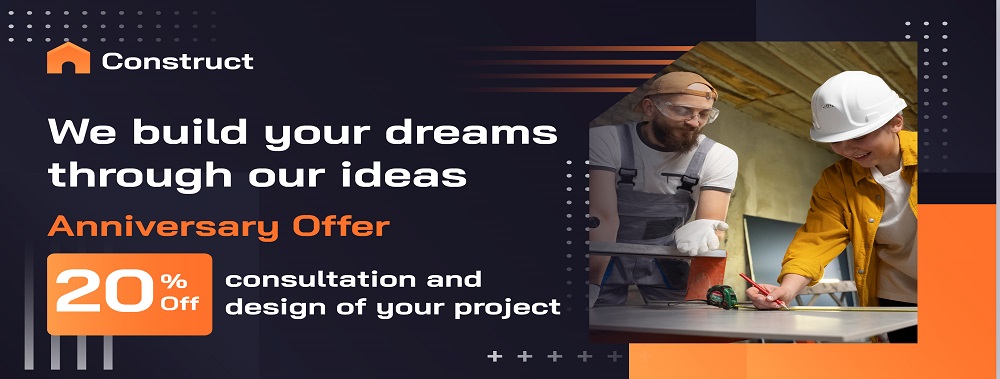 Construct
We build your dreams
through our ideas
Anniversary Offer
20 % Off
consultation and
design of your project